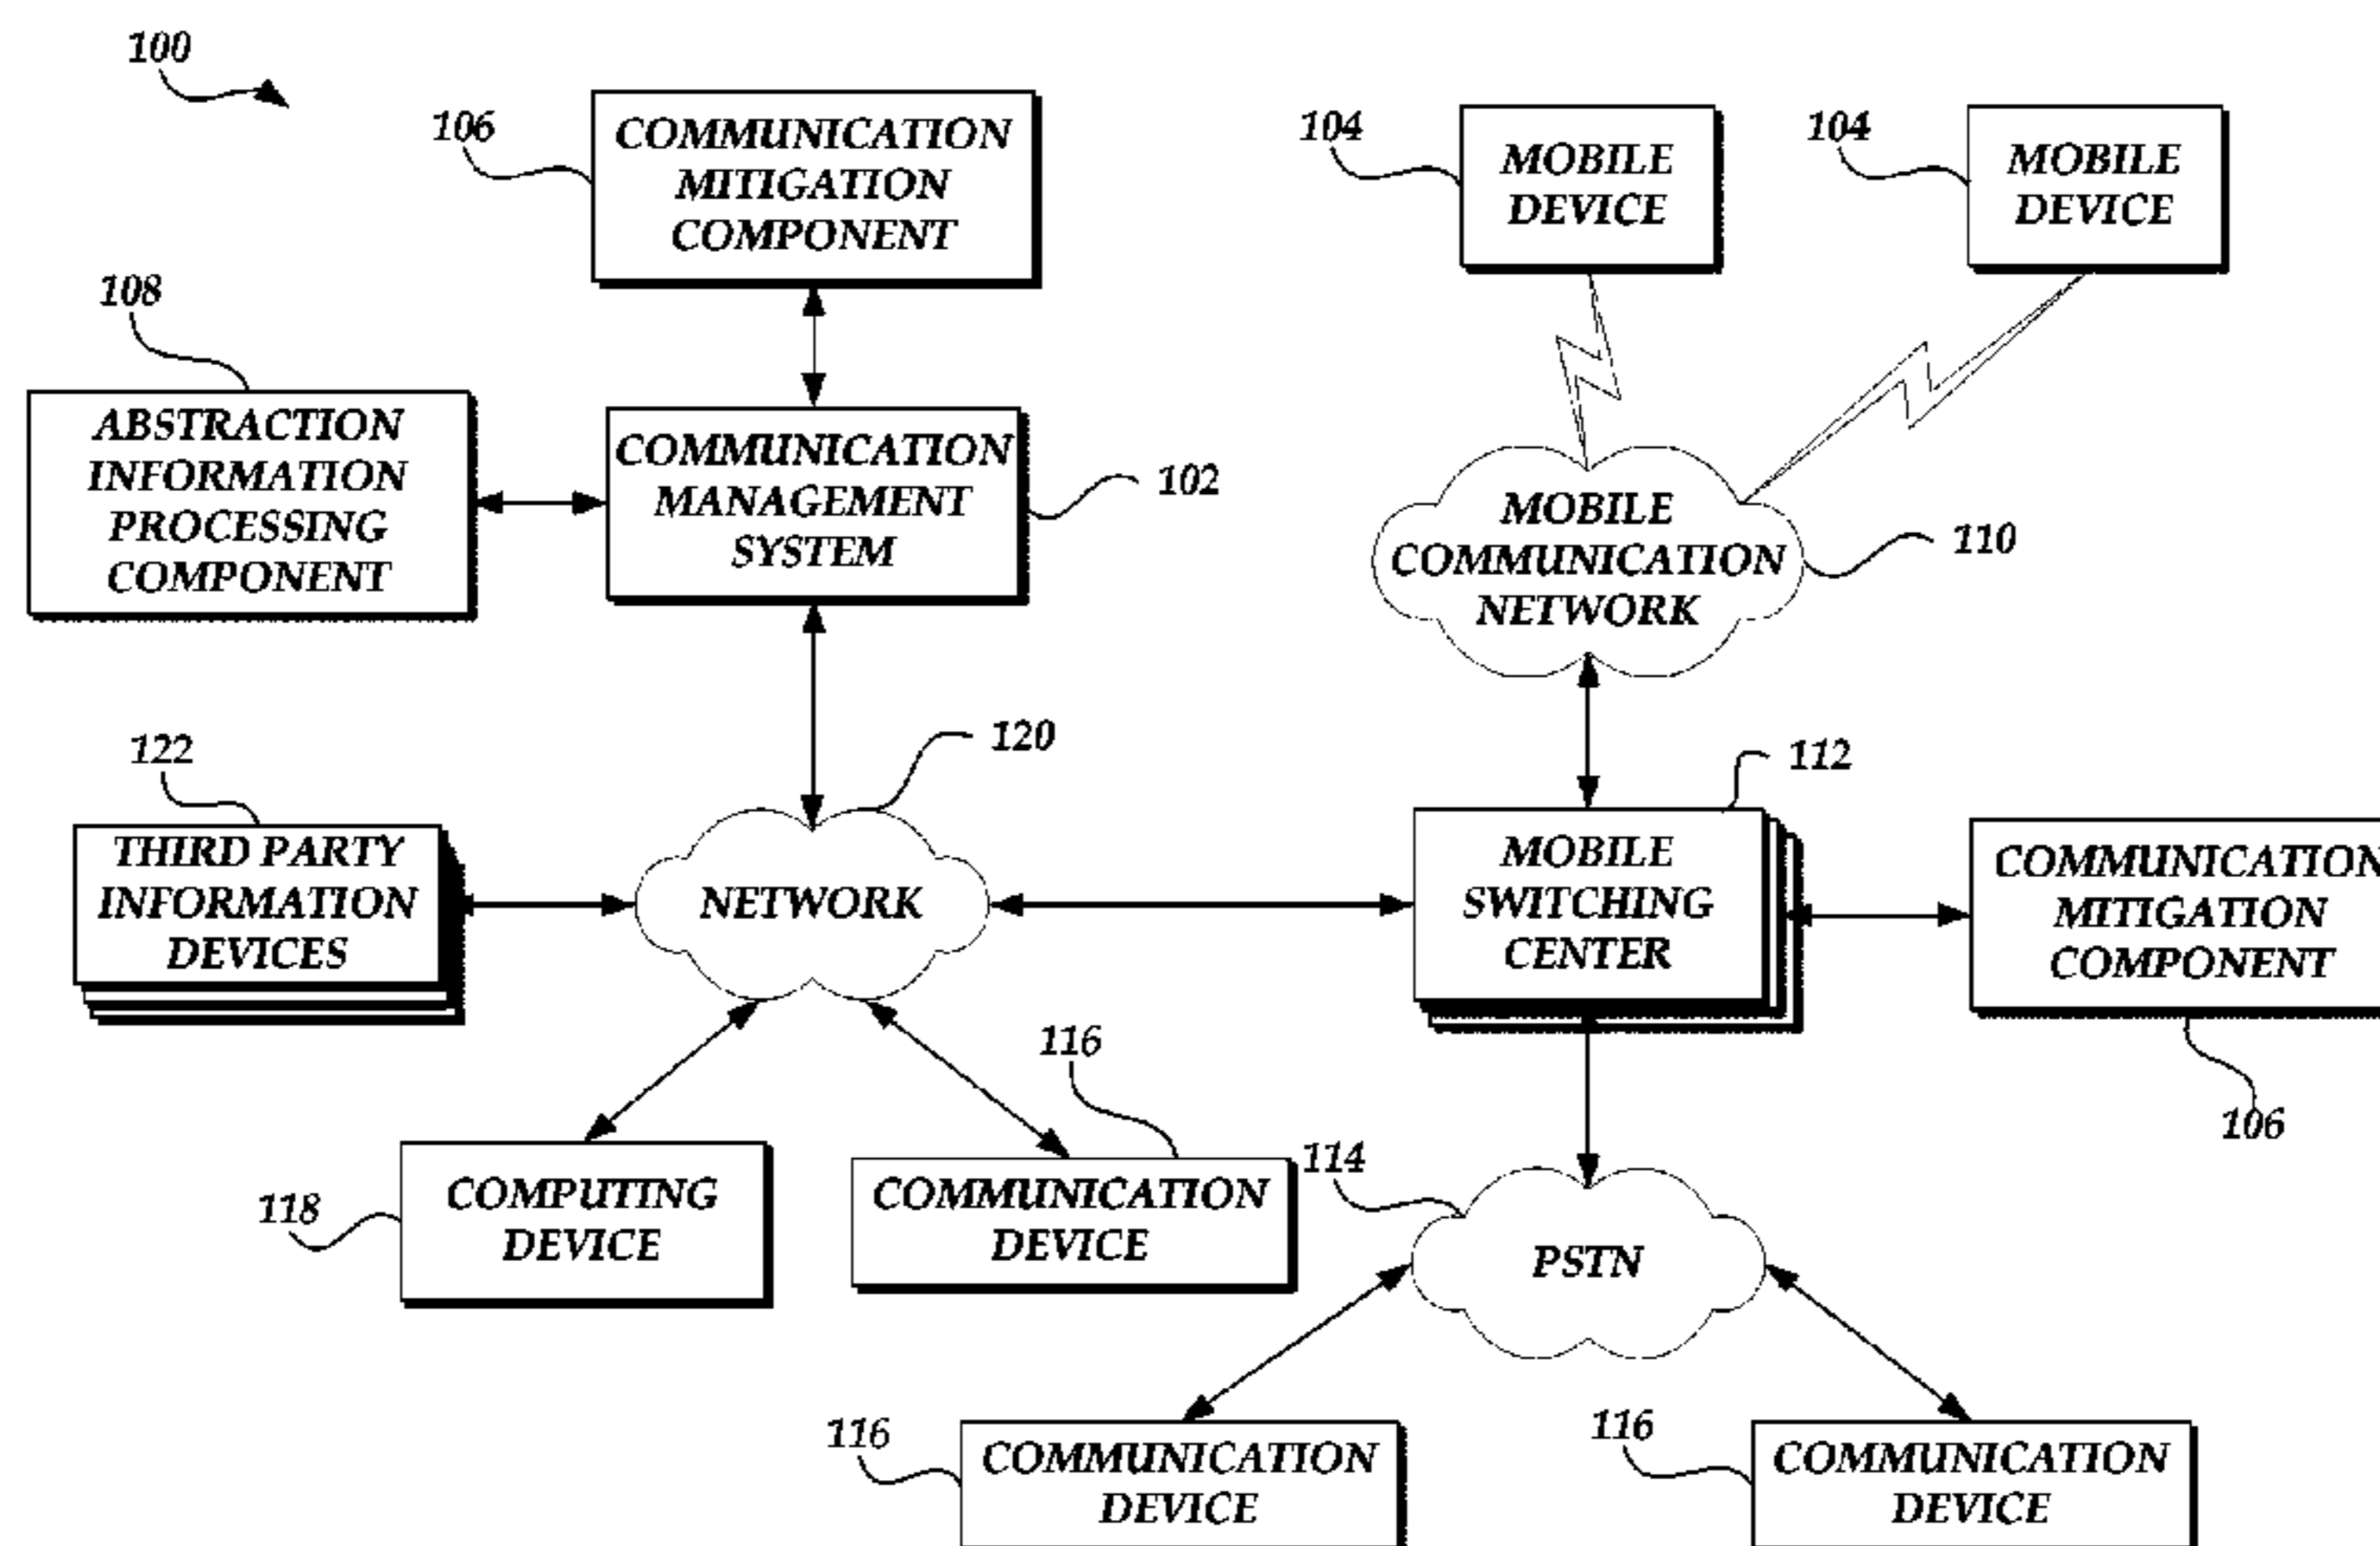 100
106
COMMUNICATION
MITIGATION
COMPONENT
104
MOBILE
DEVICE
104
MOBILE
DEVICE
108
ABSTRACTION
INFORMATION
PROCESSING
COMPONENT
COMMUNICATION
MANAGEMENT
SYSTEM
102
MOBILE
COMMUNICATION
NETWORK
110
122
THIRD PARTY
INFORMATION
DEVICES
120
NETWORK
112
MOBILE
SWITCHING
CENTER
COMMUNICATION
MITIGATION
COMPONENT
106
118
COMPUTING
DEVICE
116
COMMUNICATION
DEVICE
114
PSTN
116
COMMUNICATION
DEVICE
116
COMMUNICATION
DEVICE